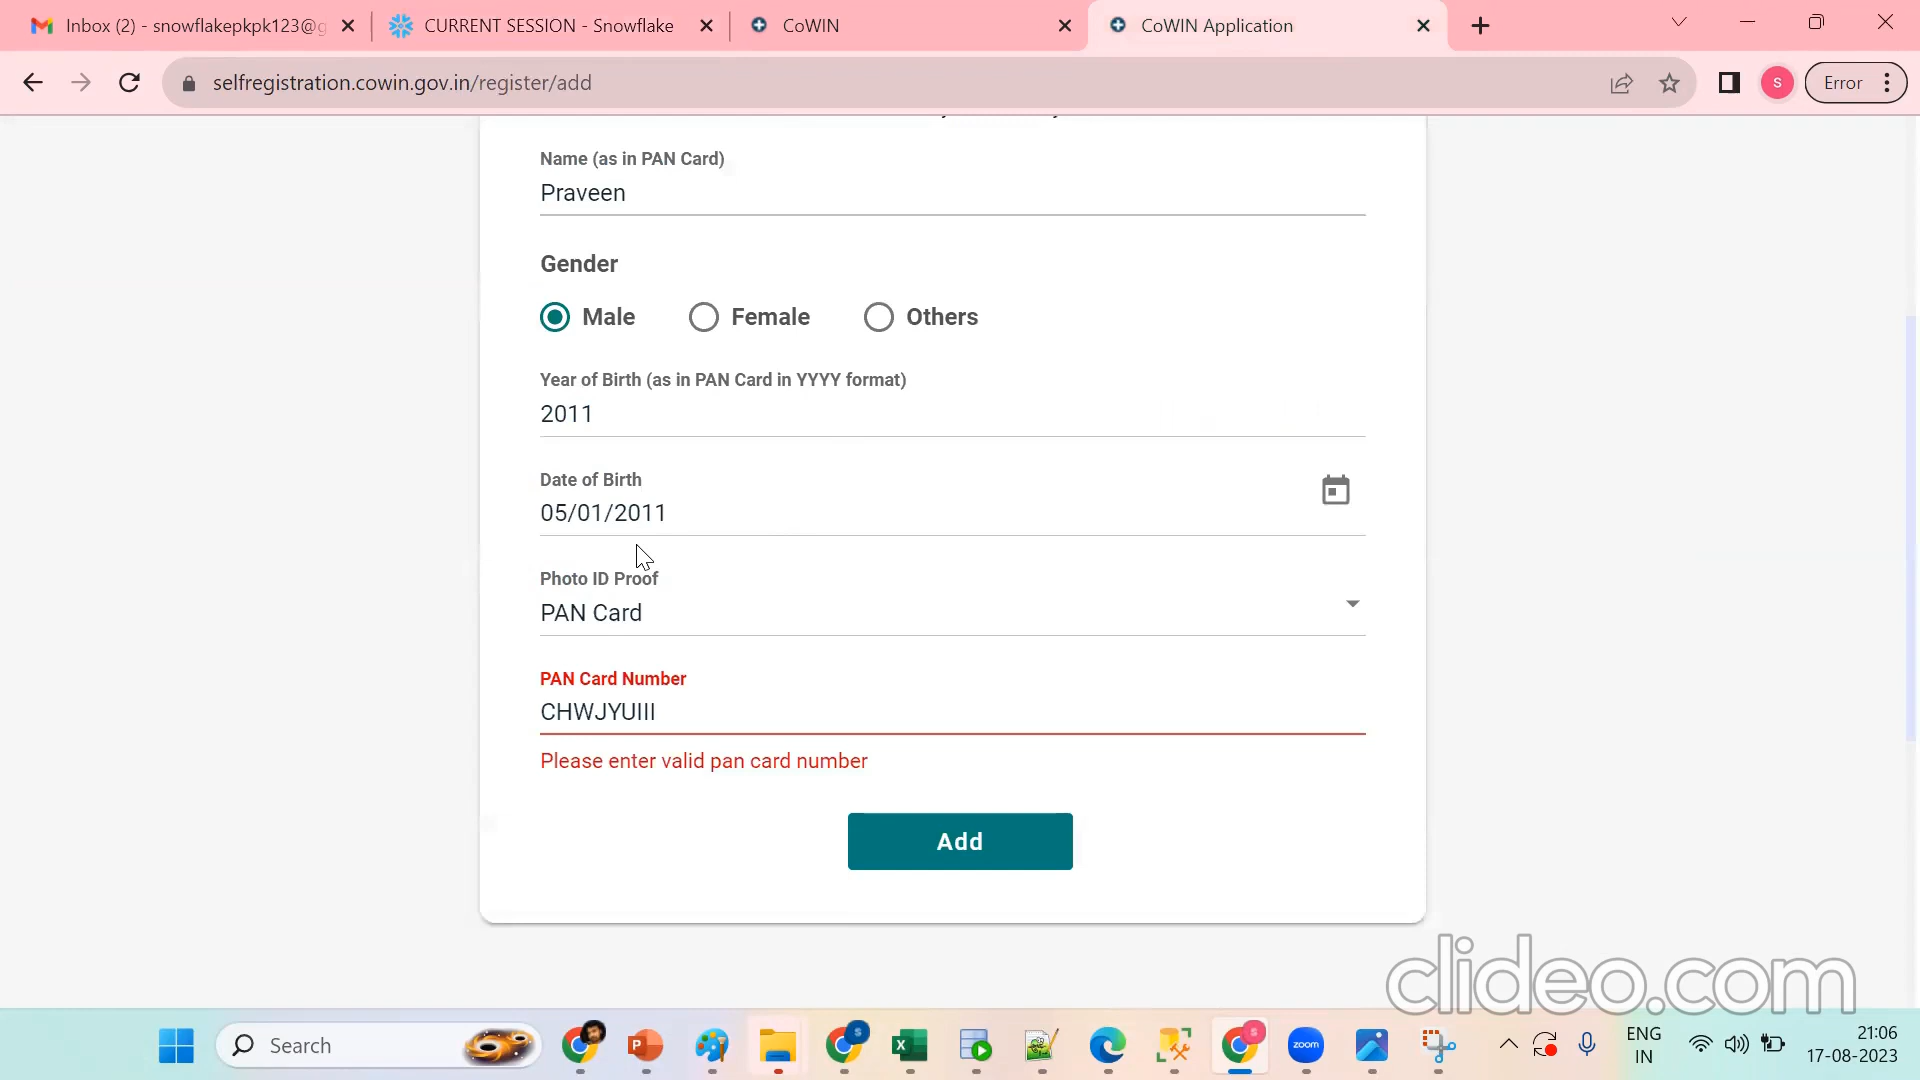 Inbox (2) - snowflakepkpk123@g
CURRENT SESSION - Snowflake
CoWIN
CoWIN Application
selfregistration.cowin.gov.in/register/add
S
Error
Name (as in PAN Card)
Praveen
Gender
Male
Female
Others
Year of Birth (as in PAN Card in YYYY format)
2011
Date of Birth
05/01/2011
Photo ID Proof
PAN Card
PAN Card Number
CHWJYUIII
Please enter valid pan card number
Add
clideo.com
Search
zoom
ENG
IN
21:06
17-08-2023